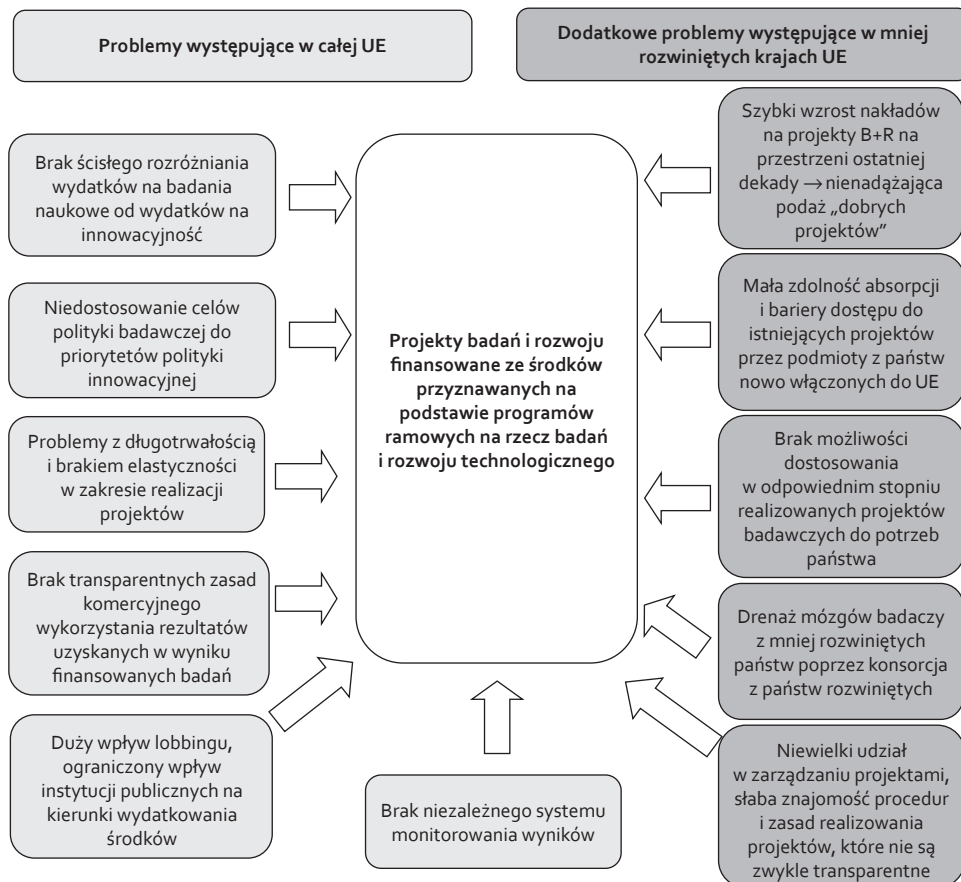 Problemy występujące w całej UE
Dodatkowe problemy występujące w mniej
rozwiniętych krajach UE
Brak ścisłego rozróżniania
wydatków na badania
naukowe od wydatków na
innowacyjność
Niedostosowanie celów
polityki badawczej do
priorytetów polityki
innowacyjnej
Problemy z długotrwałością
i brakiem elastyczności
w zakresie realizacji
projektów
Brak transparentnych zasad
komercyjnego
wykorzystania rezultatów
uzyskanych w wyniku
finansowanych badań
Duży wpływ lobbingu,
ograniczony wpływ
instytucji publicznych na
kierunki wydatkowania
środków
Projekty badań i rozwoju
finansowane ze środków
przyznawanych na
podstawie programów
ramowych na rzecz badań
i rozwoju technologicznego
Brak niezależnego systemu
monitorowania wyników
Szybki wzrost nakładów
na projekty B+R na
przestrzeni ostatniej
dekady → nienadążająca
podaż „dobrych
projektów”
Mała zdolność absorpcji
i bariery dostępu do
istniejących projektów
przez podmioty z państw
nowo włączonych do UE
Brak możliwości
dostosowania
w odpowiednim stopniu
realizowanych projektów
badawczych do potrzeb
państwa
Drenaż mózgów badaczy
z mniej rozwiniętych
państw poprzez konsorcja
z państw rozwiniętych
Niewielki udział
w zarządzaniu projektami,
słaba znajomość procedur
i zasad realizowania
projektów, które nie są
zwykle transparentne